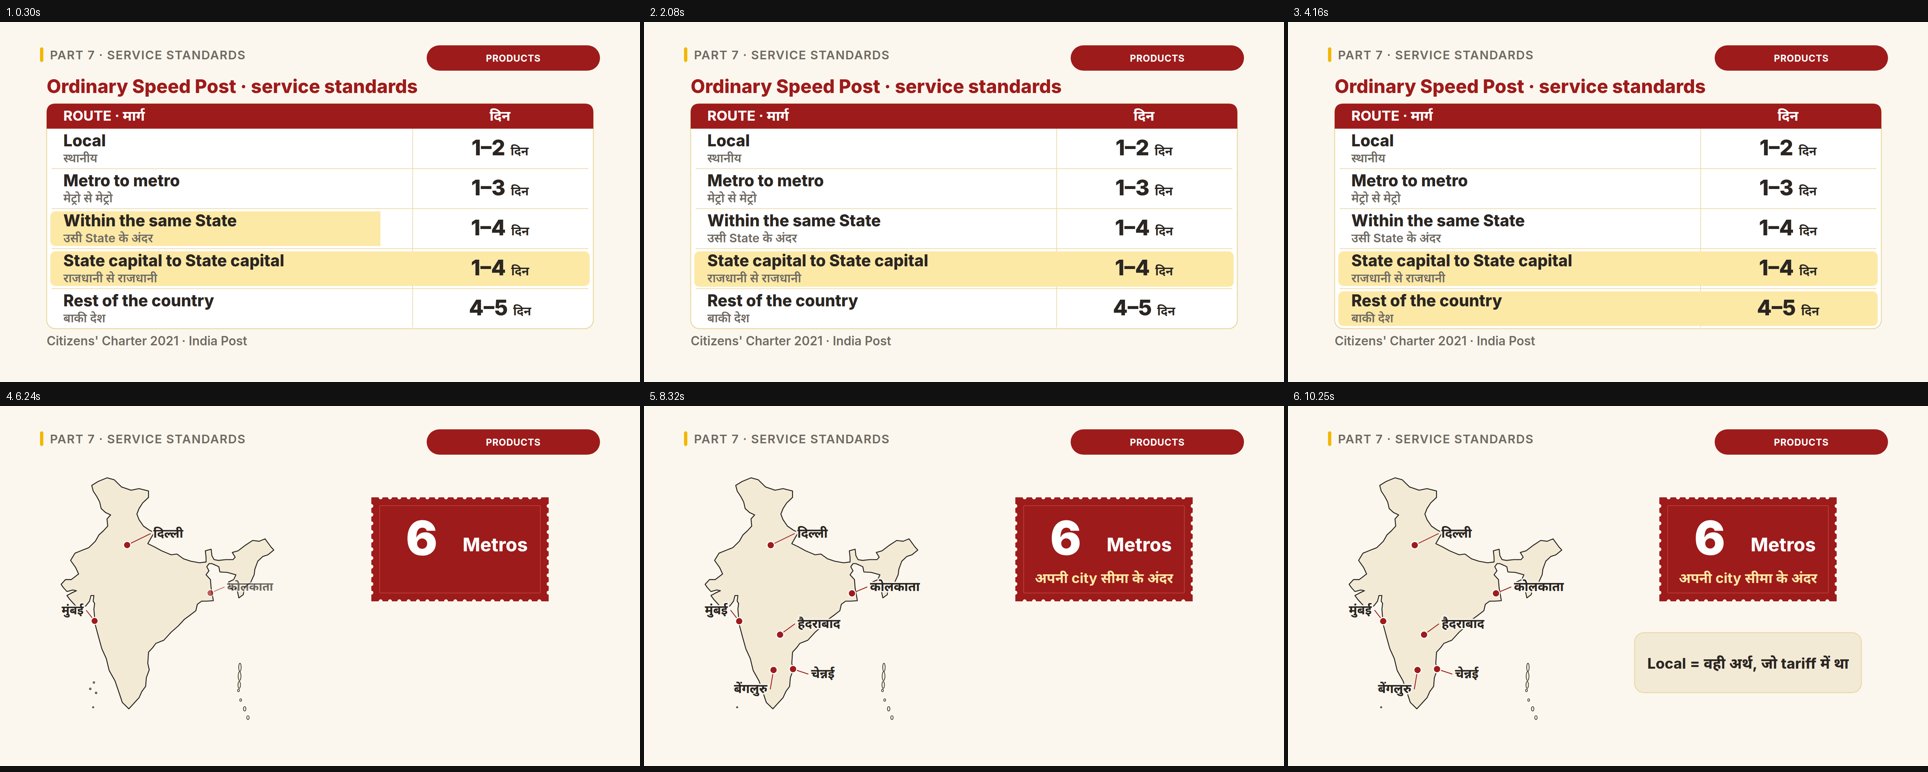 1. 0.30s
PART 7 · SERVICE STANDARDS
PRODUCTS
Ordinary Speed Post · service standards
ROUTE · मार्ग दिन
Local
स्थानीय
1–2 दिन
Metro to metro
मेट्रो से मेट्रो
1–3 दिन
Within the same State
उसी State के अंदर
1–4 दिन
State capital to State capital
राजधानी से राजधानी
1–4 दिन
Rest of the country
बाकी देश
4–5 दिन
Citizens' Charter 2021 · India Post
2. 2.08s
PART 7 · SERVICE STANDARDS
PRODUCTS
Ordinary Speed Post · service standards
ROUTE · मार्ग दिन
Local
स्थानीय
1–2 दिन
Metro to metro
मेट्रो से मेट्रो
1–3 दिन
Within the same State
उसी State के अंदर
1–4 दिन
State capital to State capital
राजधानी से राजधानी
1–4 दिन
Rest of the country
बाकी देश
4–5 दिन
Citizens' Charter 2021 · India Post
3. 4.16s
PART 7 · SERVICE STANDARDS
PRODUCTS
Ordinary Speed Post · service standards
ROUTE · मार्ग दिन
Local
स्थानीय
1–2 दिन
Metro to metro
मेट्रो से मेट्रो
1–3 दिन
Within the same State
उसी State के अंदर
1–4 दिन
State capital to State capital
राजधानी से राजधानी
1–4 दिन
Rest of the country
बाकी देश
4–5 दिन
Citizens' Charter 2021 · India Post
4. 6.24s
PART 7 · SERVICE STANDARDS
PRODUCTS
दिल्ली
कोलकाता
मुंबई
6 Metros
5. 8.32s
PART 7 · SERVICE STANDARDS
PRODUCTS
दिल्ली
कोलकाता
मुंबई
हैदराबाद
चेन्नई
बेंगलुरु
6 Metros
अपनी city सीमा के अंदर
6. 10.25s
PART 7 · SERVICE STANDARDS
PRODUCTS
दिल्ली
कोलकाता
मुंबई
हैदराबाद
चेन्नई
बेंगलुरु
6 Metros
अपनी city सीमा के अंदर
Local = वही अर्थ, जो tariff में था